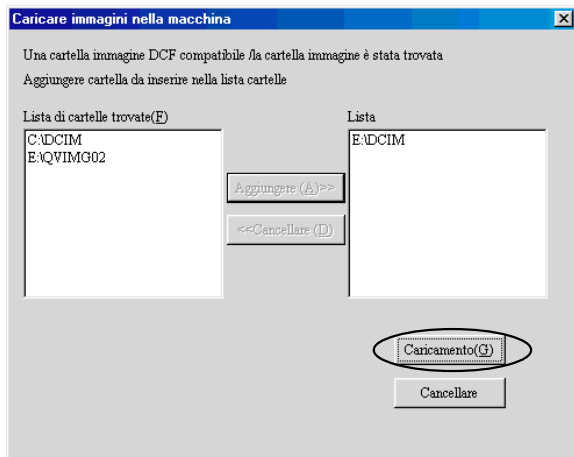 Caricare immagini nella macchina
Una cartella immagine DCF compatibile /la cartella immagine è stata trovata
Aggiungere cartella da inserire nella lista cartelle
Lista di cartelle trovate(F)
Lista
C:\DCIM
E:\QVIMG02
E:\DCIM
Aggiungere (A)>>
<<Cancellare (D)
Caricamento(G)
Cancellare